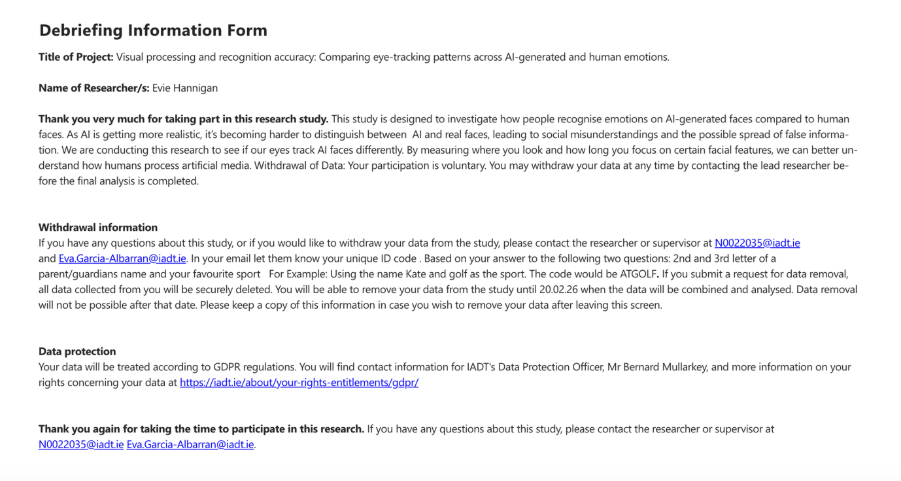 Debriefing Information Form
Title of Project: Visual processing and recognition accuracy: Comparing eye-tracking patterns across AI-generated and human emotions.
Name of Researcher/s: Evie Hannigan
Thank you very much for taking part in this research study. This study is designed to investigate how people recognise emotions on AI-generated faces compared to human
faces. As AI is getting more realistic, it's becoming harder to distinguish between  AI and real faces, leading to social misunderstandings and the possible spread of false informa-
tion. We are conducting this research to see if our eyes track AI faces differently. By measuring where you look and how long you focus on certain facial features, we can better un-
derstand how humans process artificial media. Withdrawal of Data: Your participation is voluntary. You may withdraw your data at any time by contacting the lead researcher be-
fore the final analysis is completed.
Withdrawal information
If you have any questions about this study, or if you would like to withdraw your data from the study, please contact the researcher or supervisor at N0022035@iadt.ie
and Eva.Garcia-Albarran@iadt.ie. In your email let them know your unique ID code . Based on your answer to the following two questions: 2nd and 3rd letter of a
parent/guardians name and your favourite sport   For Example: Using the name Kate and golf as the sport. The code would be ATGOLF. If you submit a request for data removal,
all data collected from you will be securely deleted. You will be able to remove your data from the study until 20.02.26 when the data will be combined and analysed. Data removal
will not be possible after that date. Please keep a copy of this information in case you wish to remove your data after leaving this screen.
Data protection
Your data will be treated according to GDPR regulations. You will find contact information for IADT's Data Protection Officer, Mr Bernard Mullarkey, and more information on your
rights concerning your data at https://iadt.ie/about/your-rights-entitlements/gdpr/
Thank you again for taking the time to participate in this research. If you have any questions about this study, please contact the researcher or supervisor at
N0022035@iadt.ie Eva.Garcia-Albarran@iadt.ie.